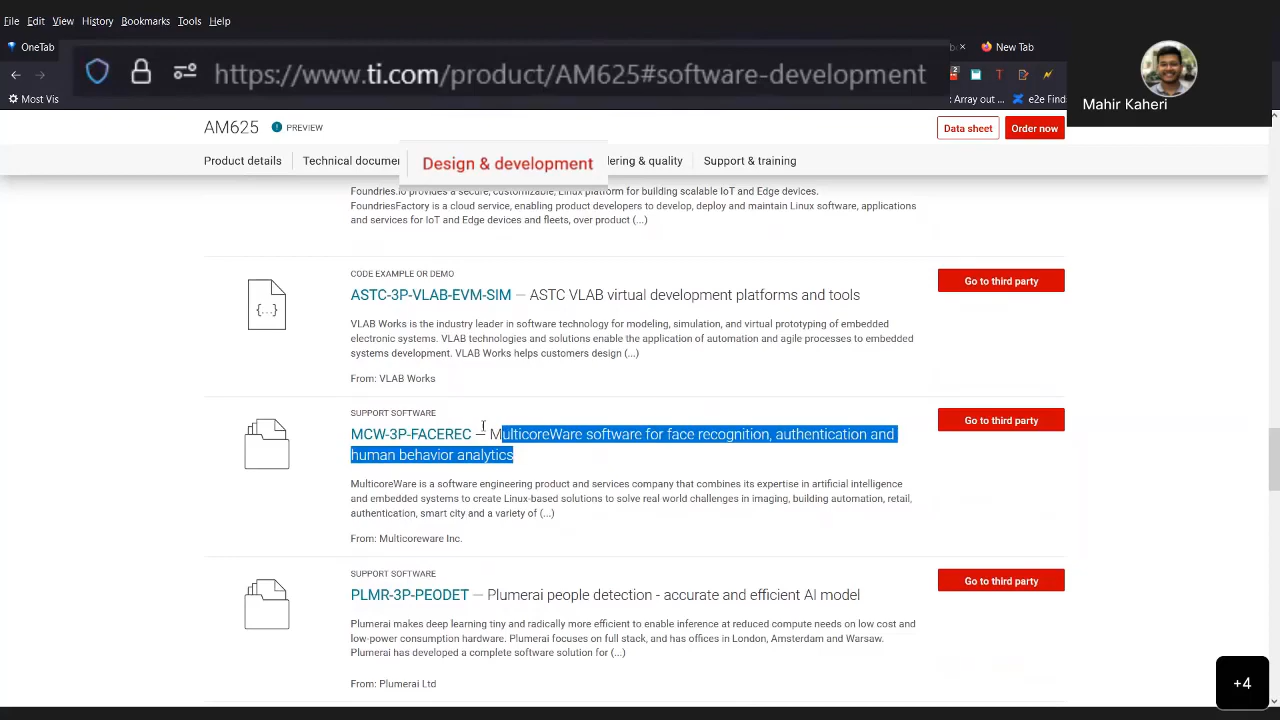 File Edit View History Bookmarks Tools Help
OneTab
New Tab
https://www.ti.com/product/AM625#software-development
Most Vis
Array out ...
e2e Find
Mahir Kaheri
AM625 PREVIEW
Data sheet
Order now
Product details
Technical documen
Design & development
ering & quality
Support & training
Foundries.io provides a secure, customizable, Linux platform for building scalable IoT and Edge devices.
FoundriesFactory is a cloud service, enabling product developers to develop, deploy and maintain Linux software, applications
and services for IoT and Edge devices and fleets, over product (...)
CODE EXAMPLE OR DEMO
ASTC-3P-VLAB-EVM-SIM — ASTC VLAB virtual development platforms and tools
Go to third party
{...}
VLAB Works is the industry leader in software technology for modeling, simulation, and virtual prototyping of embedded
electronic systems. VLAB technologies and solutions enable the application of automation and agile processes to embedded
systems development. VLAB Works helps customers design (...)
From: VLAB Works
SUPPORT SOFTWARE
MCW-3P-FACEREC — MulticoreWare software for face recognition, authentication and
human behavior analytics
Go to third party
MulticoreWare is a software engineering product and services company that combines its expertise in artificial intelligence
and embedded systems to create Linux-based solutions to solve real world challenges in imaging, building automation, retail,
authentication, smart city and a variety of (...)
From: Multicoreware Inc.
SUPPORT SOFTWARE
PLMR-3P-PEODET — Plumerai people detection - accurate and efficient AI model
Go to third party
Plumerai makes deep learning tiny and radically more efficient to enable inference at reduced compute needs on low cost and
low-power consumption hardware. Plumerai focuses on full stack, and has offices in London, Amsterdam and Warsaw.
Plumerai has developed a complete software solution for (...)
From: Plumerai Ltd
+4